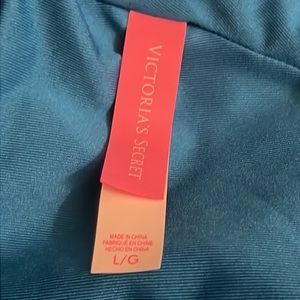 VICTORIA'S SECRET
MADE IN CHINA
FABRIQUÉ EN CHINE
HECHO EN CHINA
L/G